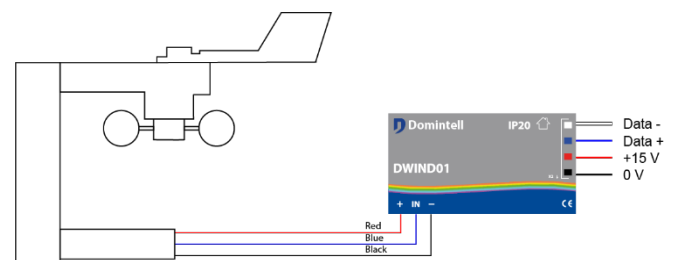 Domintell IP20
Data -
Data +
+15 V
0 V
DWIND01
+ IN -
CE
Red
Blue
Black